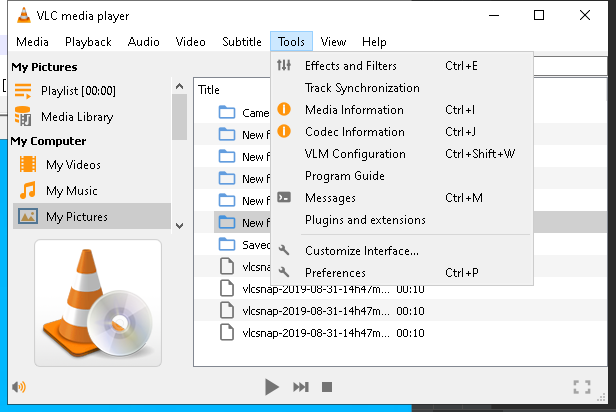 VLC media player
Media Playback Audio Video Subtitle Tools View Help
My Pictures
Playlist [00:00]
Media Library
My Computer
My Videos
My Music
My Pictures
Title
Came
New f
New f
New f
New f
New f
Saved
vlcsnap-2019-08-31-14h47m... 00:10
vlcsnap-2019-08-31-14h47m... 00:10
vlcsnap-2019-08-31-14h47m... 00:10
Effects and Filters Ctrl+E
Track Synchronization
Media Information Ctrl+I
Codec Information Ctrl+J
VLM Configuration Ctrl+Shift+W
Program Guide
Messages Ctrl+M
Plugins and extensions
Customize Interface...
Preferences Ctrl+P